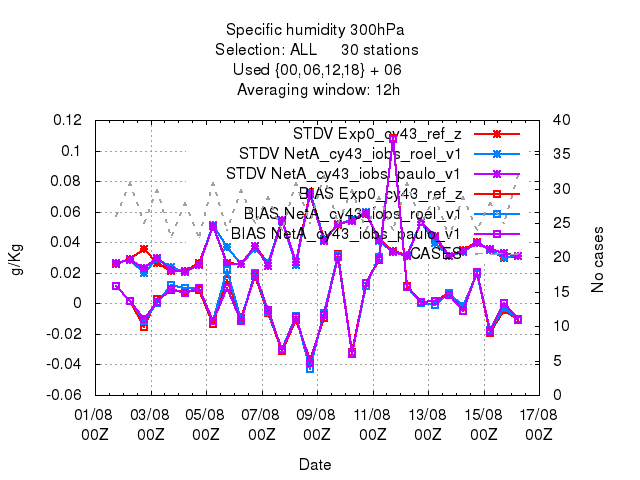 Specific humidity 300hPa
Selection: ALL 30 stations
Used {00,06,12,18} + 06
Averaging window: 12h
0.12
0.1
0.08
0.06
0.04
0.02
0
-0.02
-0.04
-0.06
g/Kg
STDV Exp0_cy43_ref_z
STDV NetA_cy43_iobs_roel_v1
STDV NetA_cy43_iobs_paulo_v1
BIAS Exp0_cy43_ref_z
BIAS NetA_cy43_iobs_roel_v1
BIAS NetA_cy43_iobs_paulo_v1
CASES
40
35
30
25
20
15
10
5
0
No cases
01/08 03/08 05/08 07/08 09/08 11/08 13/08 15/08 17/08
00Z 00Z 00Z 00Z 00Z 00Z 00Z 00Z 00Z
Date